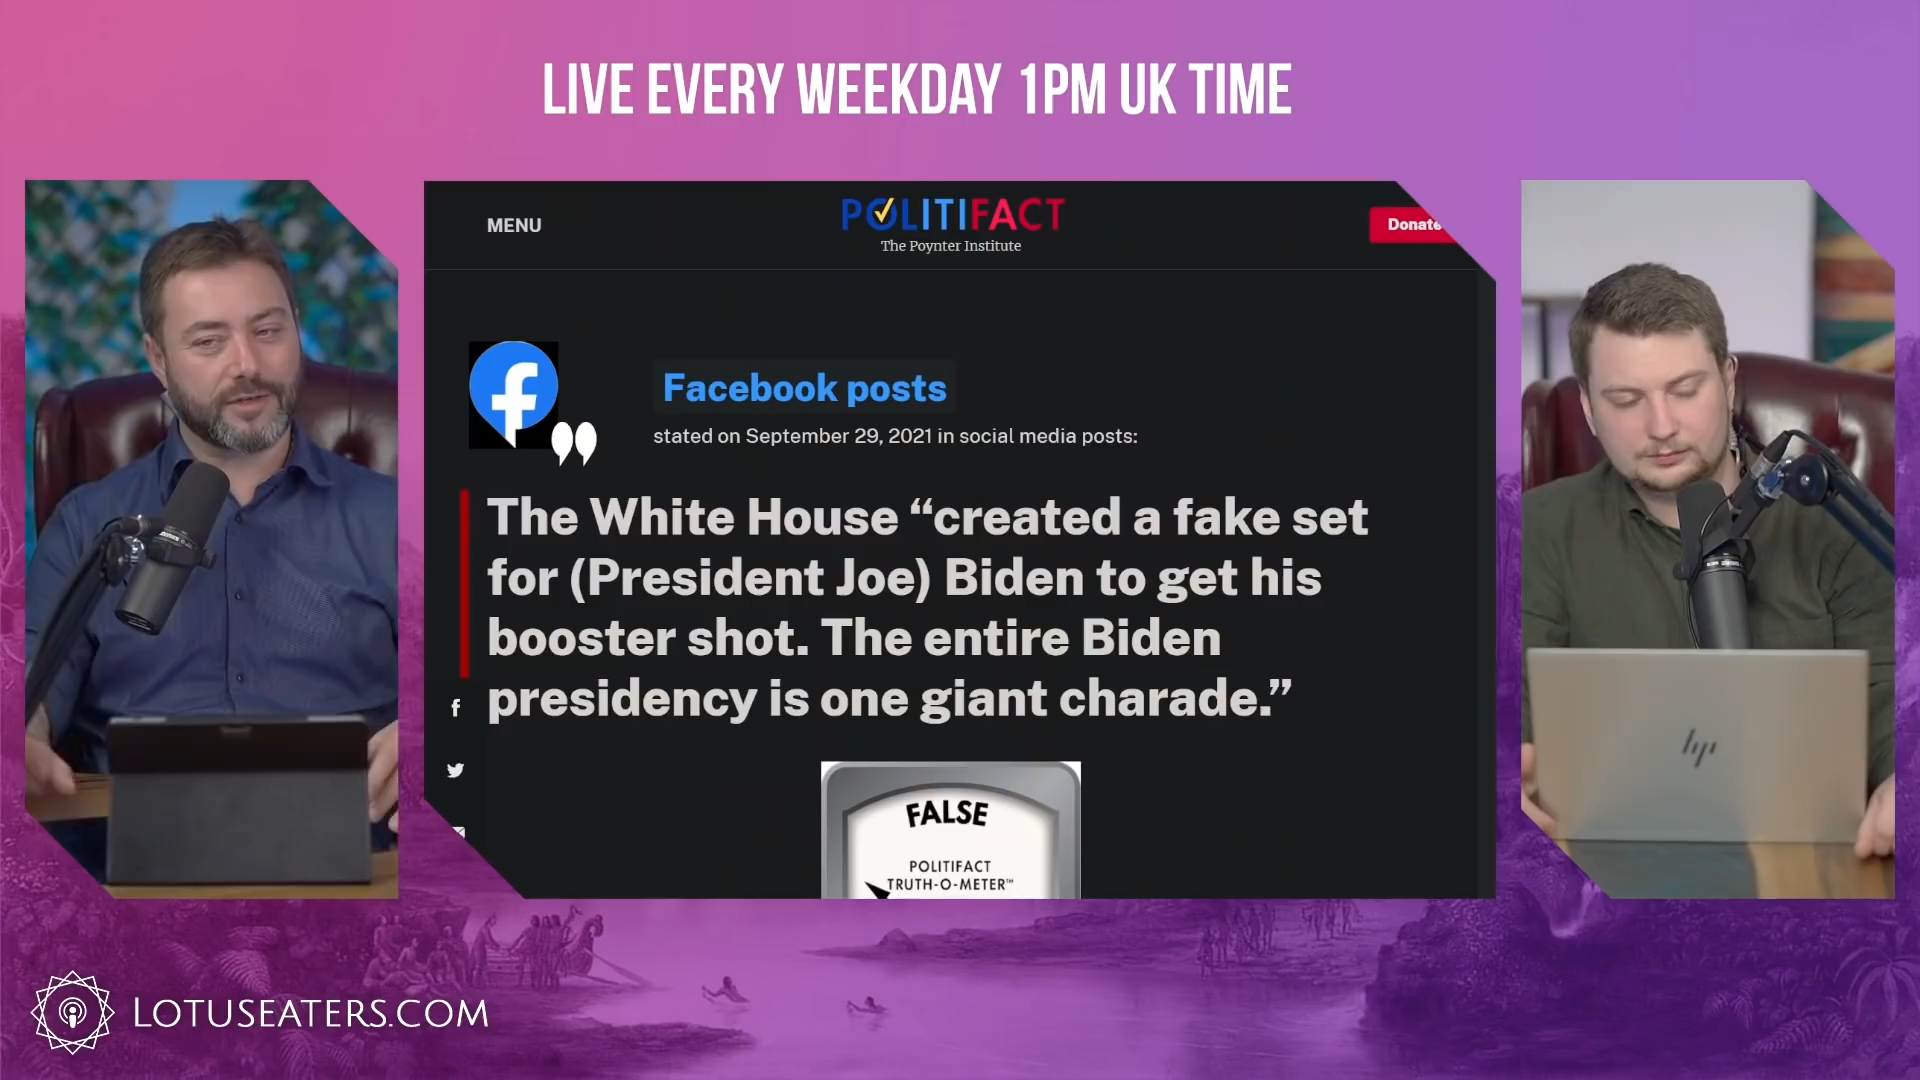 LIVE EVERY WEEKDAY 1PM UK TIME
MENU
POLITIFACT
The Poynter Institute
Donate
Facebook posts
stated on September 29, 2021 in social media posts:
The White House “created a fake set
for (President Joe) Biden to get his
booster shot. The entire Biden
presidency is one giant charade.”
FALSE
POLITIFACT
TRUTH-O-METER™
hp
LOTUSEATERS.COM